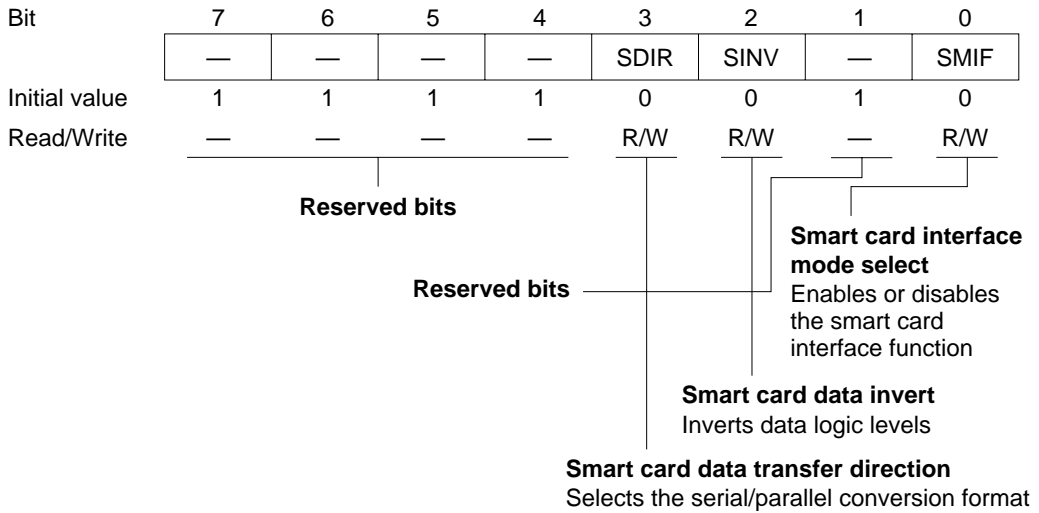 Bit 7 6 5 4 3 2 1 0
— — — — SDIR SINV — SMIF
Initial value 1 1 1 1 0 0 1 0
Read/Write — — — — R/W R/W — R/W
Reserved bits
Smart card interface
mode select
Enables or disables
the smart card
interface function
Reserved bits
Smart card data invert
Inverts data logic levels
Smart card data transfer direction
Selects the serial/parallel conversion format